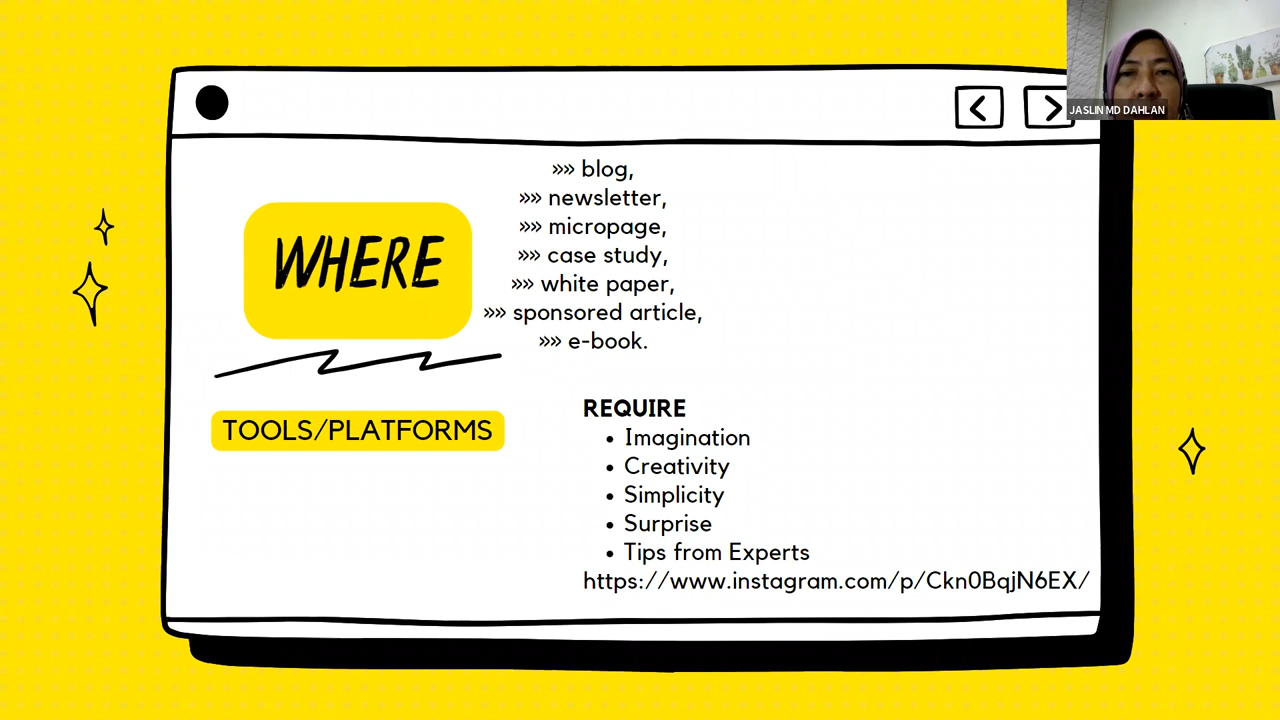 JASLIN MD DAHLAN
WHERE
TOOLS/PLATFORMS
»» blog,
»» newsletter,
»» micropage,
»» case study,
»» white paper,
»» sponsored article,
»» e-book.
REQUIRE
• Imagination
• Creativity
• Simplicity
• Surprise
• Tips from Experts
https://www.instagram.com/p/Ckn0BqjN6EX/